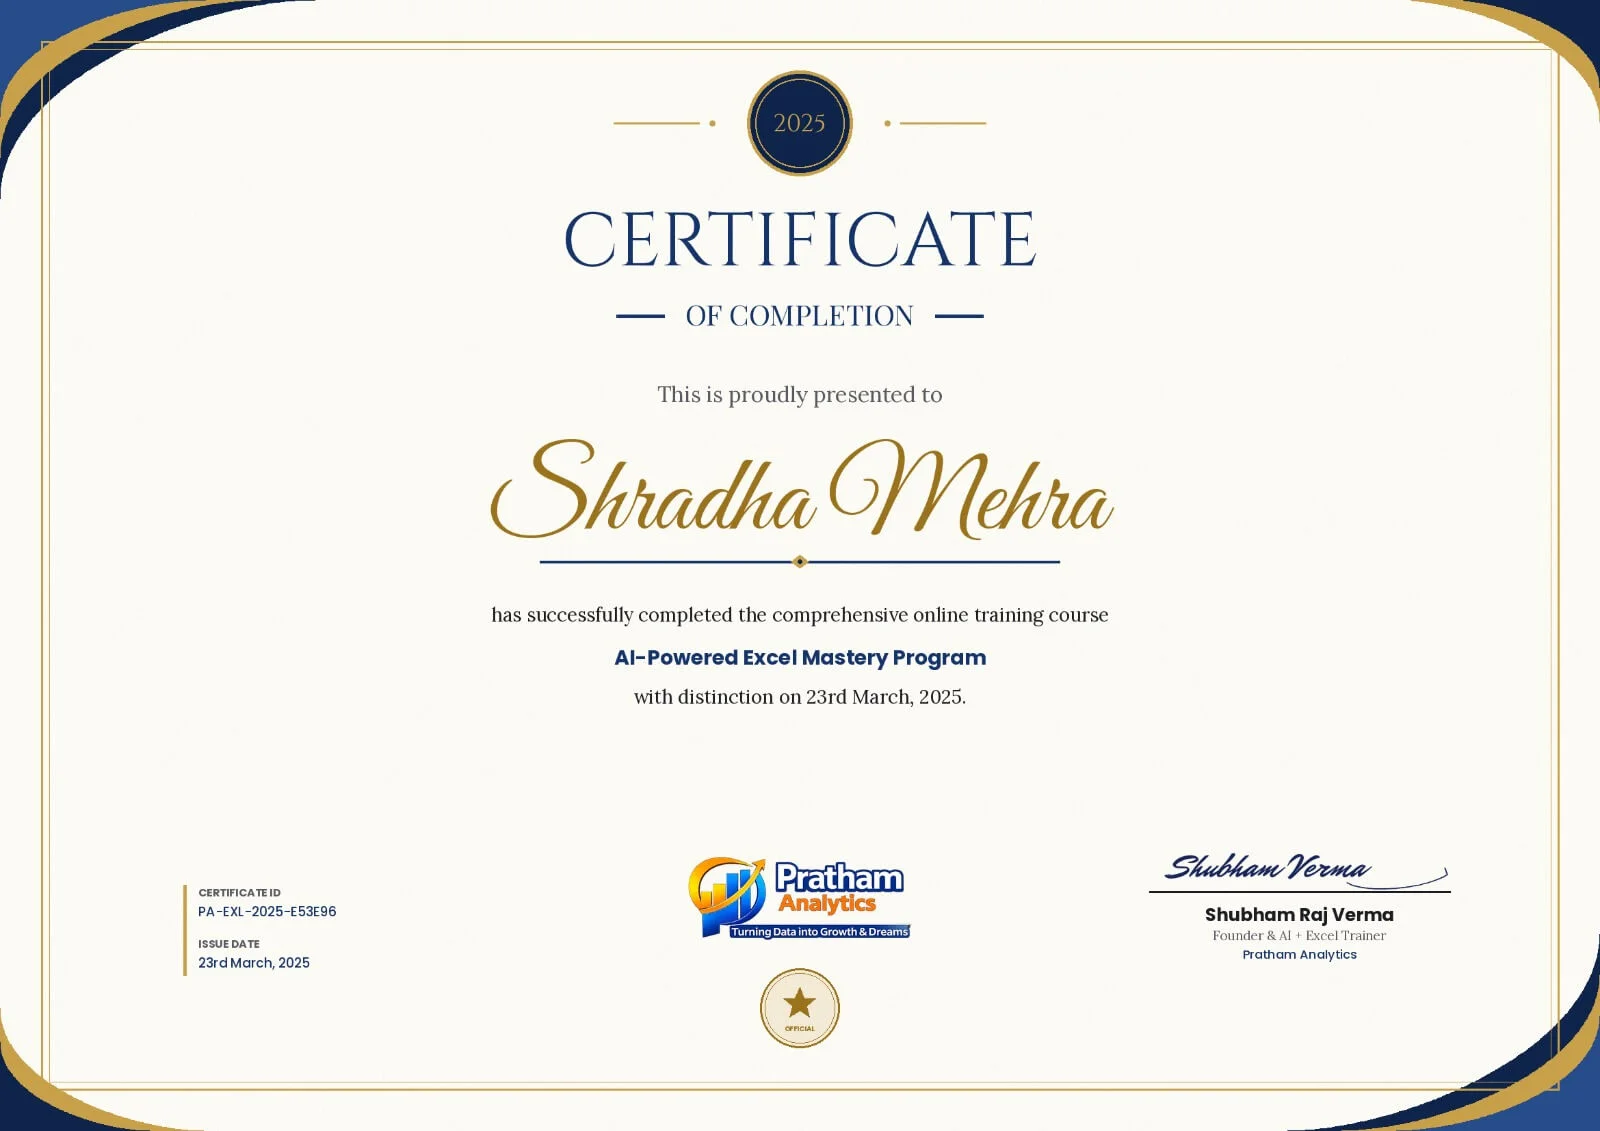 2025
CERTIFICATE
OF COMPLETION
This is proudly presented to
Shradha Mehra
has successfully completed the comprehensive online training course
AI-Powered Excel Mastery Program
with distinction on 23rd March, 2025.
CERTIFICATE ID
PA-EXL-2025-E53E96
ISSUE DATE
23rd March, 2025
Pratham
Analytics
Turning Data into Growth & Dreams
OFFICIAL
Shubham Verma
Shubham Raj Verma
Founder & AI + Excel Trainer
Pratham Analytics